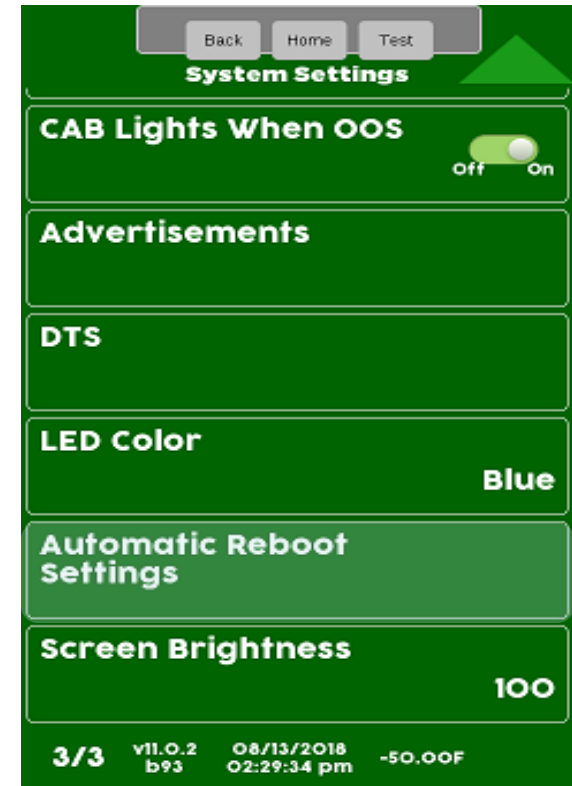 Back Home Test
System Settings
CAB Lights When OOS
Off On
Advertisements
DTS
LED Color
Blue
Automatic Reboot
Settings
Screen Brightness
100
3/3 v11.0.2 08/13/2018 -50.00F
b93 02:29:34 pm